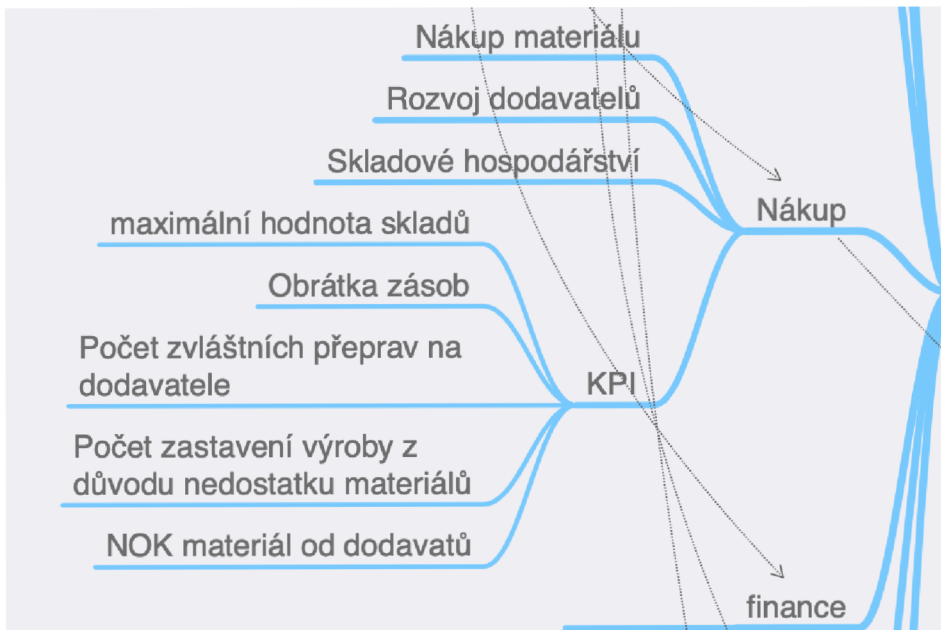 Nákup materiálu
Rozvoj dodavatelů
Skladové hospodářství
Nákup
maximální hodnota skladů
Obrátka zásob
Počet zvláštních přeprav na
dodavatele
KPI
Počet zastavení výroby z
důvodu nedostatku materiálů
NOK materiál od dodavatů
finance